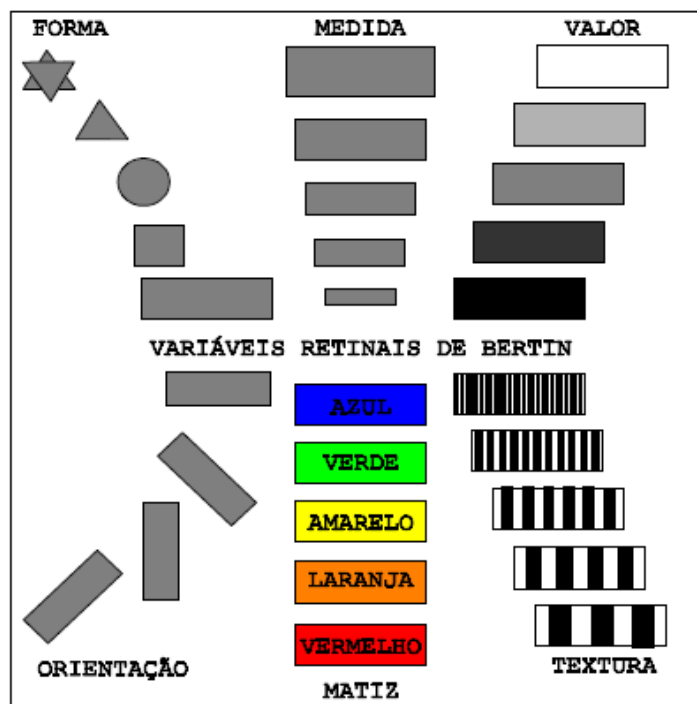 FORMA
MEDIDA
VALOR
VARIÁVEIS RETINAIS DE BERTIN
AZUL
VERDE
AMARELO
LARANJA
VERMELHO
ORIENTAÇÃO
MATIZ
TEXTURA